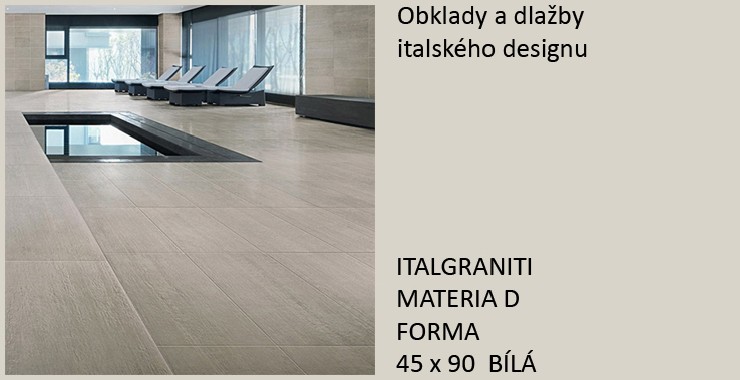 Obklady a dlažby
italského designu
ITALGRANITI
MATERIA D
FORMA
45 x 90 BÍLÁ